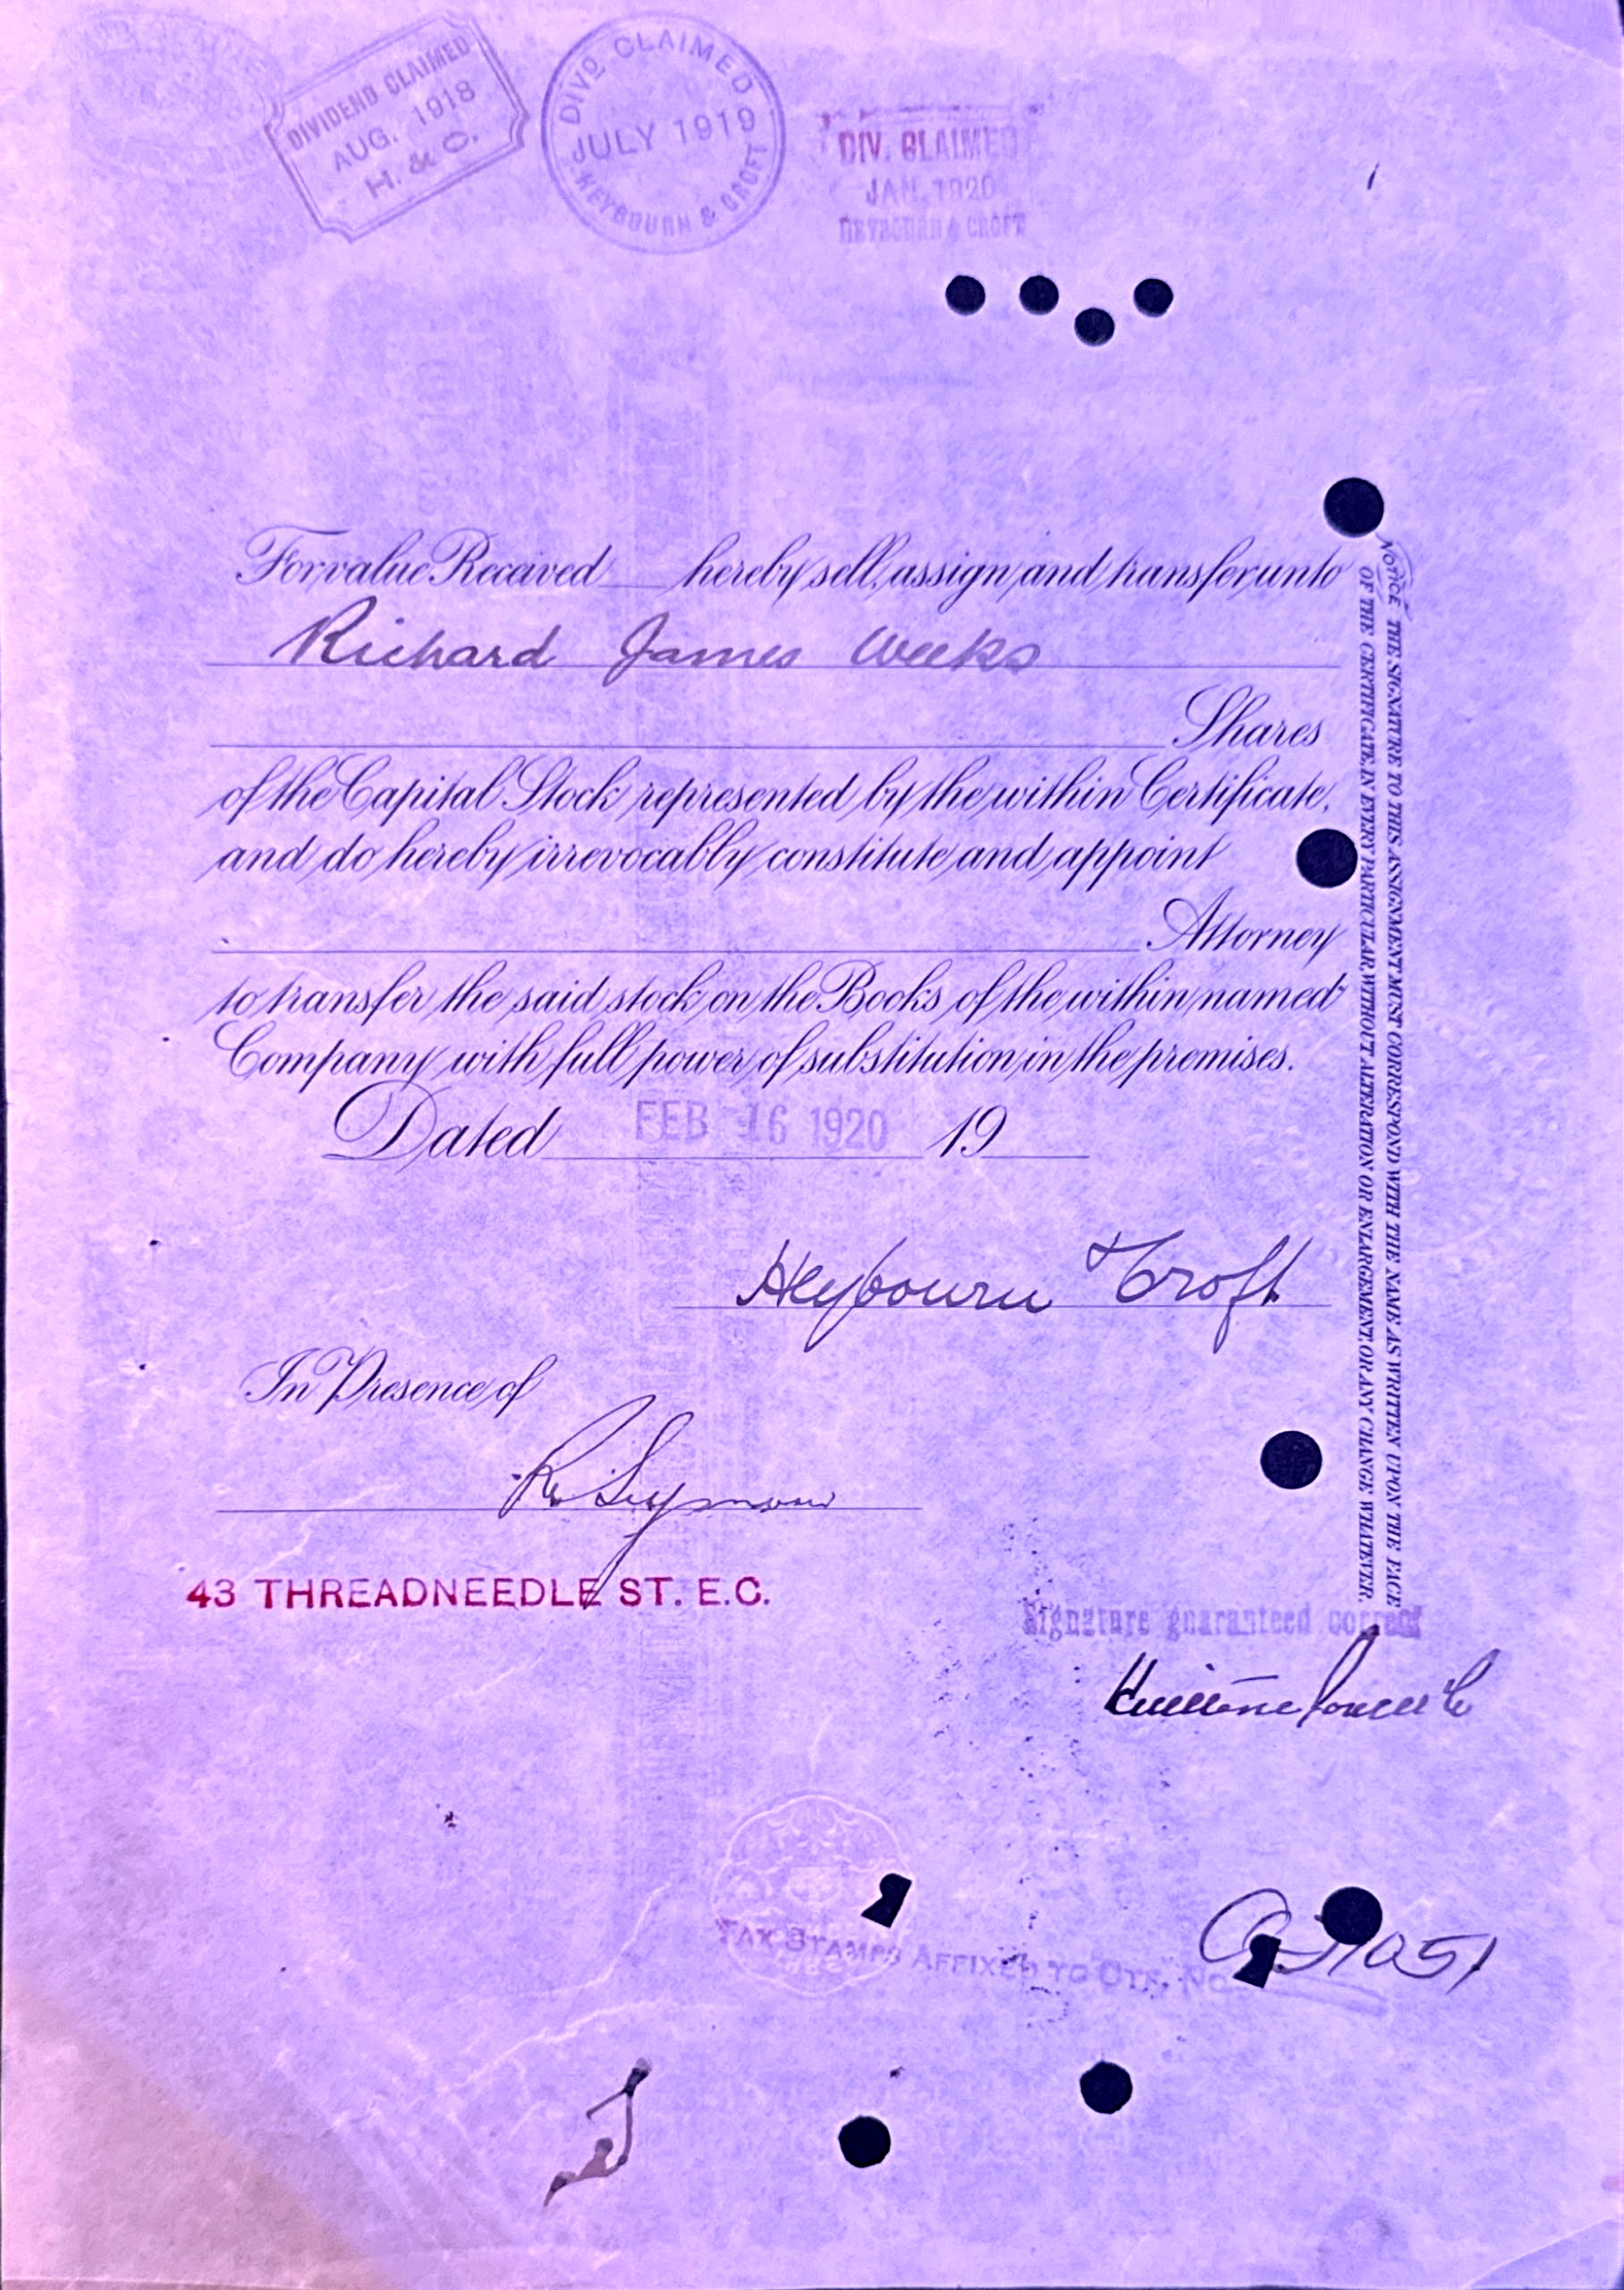 DIVIDEND CLAIMED
AUG. 1918
H. & C.
DIVD CLAIMED
JULY 1919
HEYBOURN & CROFT
DIV. CLAIMED
JAN. 1920
HEYBOURN & CROFT
For value Received hereby sell, assign and transfer unto
Richard James Weeks
Shares
of the Capital Stock represented by the within Certificate,
and do hereby irrevocably constitute and appoint
Attorney
to transfer the said stock on the Books of the within named
Company with full power of substitution in the premises.
Dated FEB 16 1920 19
Heybourn & Croft
In Presence of
R. Seymour
43 THREADNEEDLE ST. E.C.
NOTICE THE SIGNATURE TO THIS ASSIGNMENT MUST CORRESPOND WITH THE NAME AS WRITTEN UPON THE FACE
OF THE CERTIFICATE, IN EVERY PARTICULAR WITHOUT ALTERATION OR ENLARGEMENT, OR ANY CHANGE WHATEVER.
Signature guaranteed correct
TAX STAMPS AFFIXED TO CTF. NO.